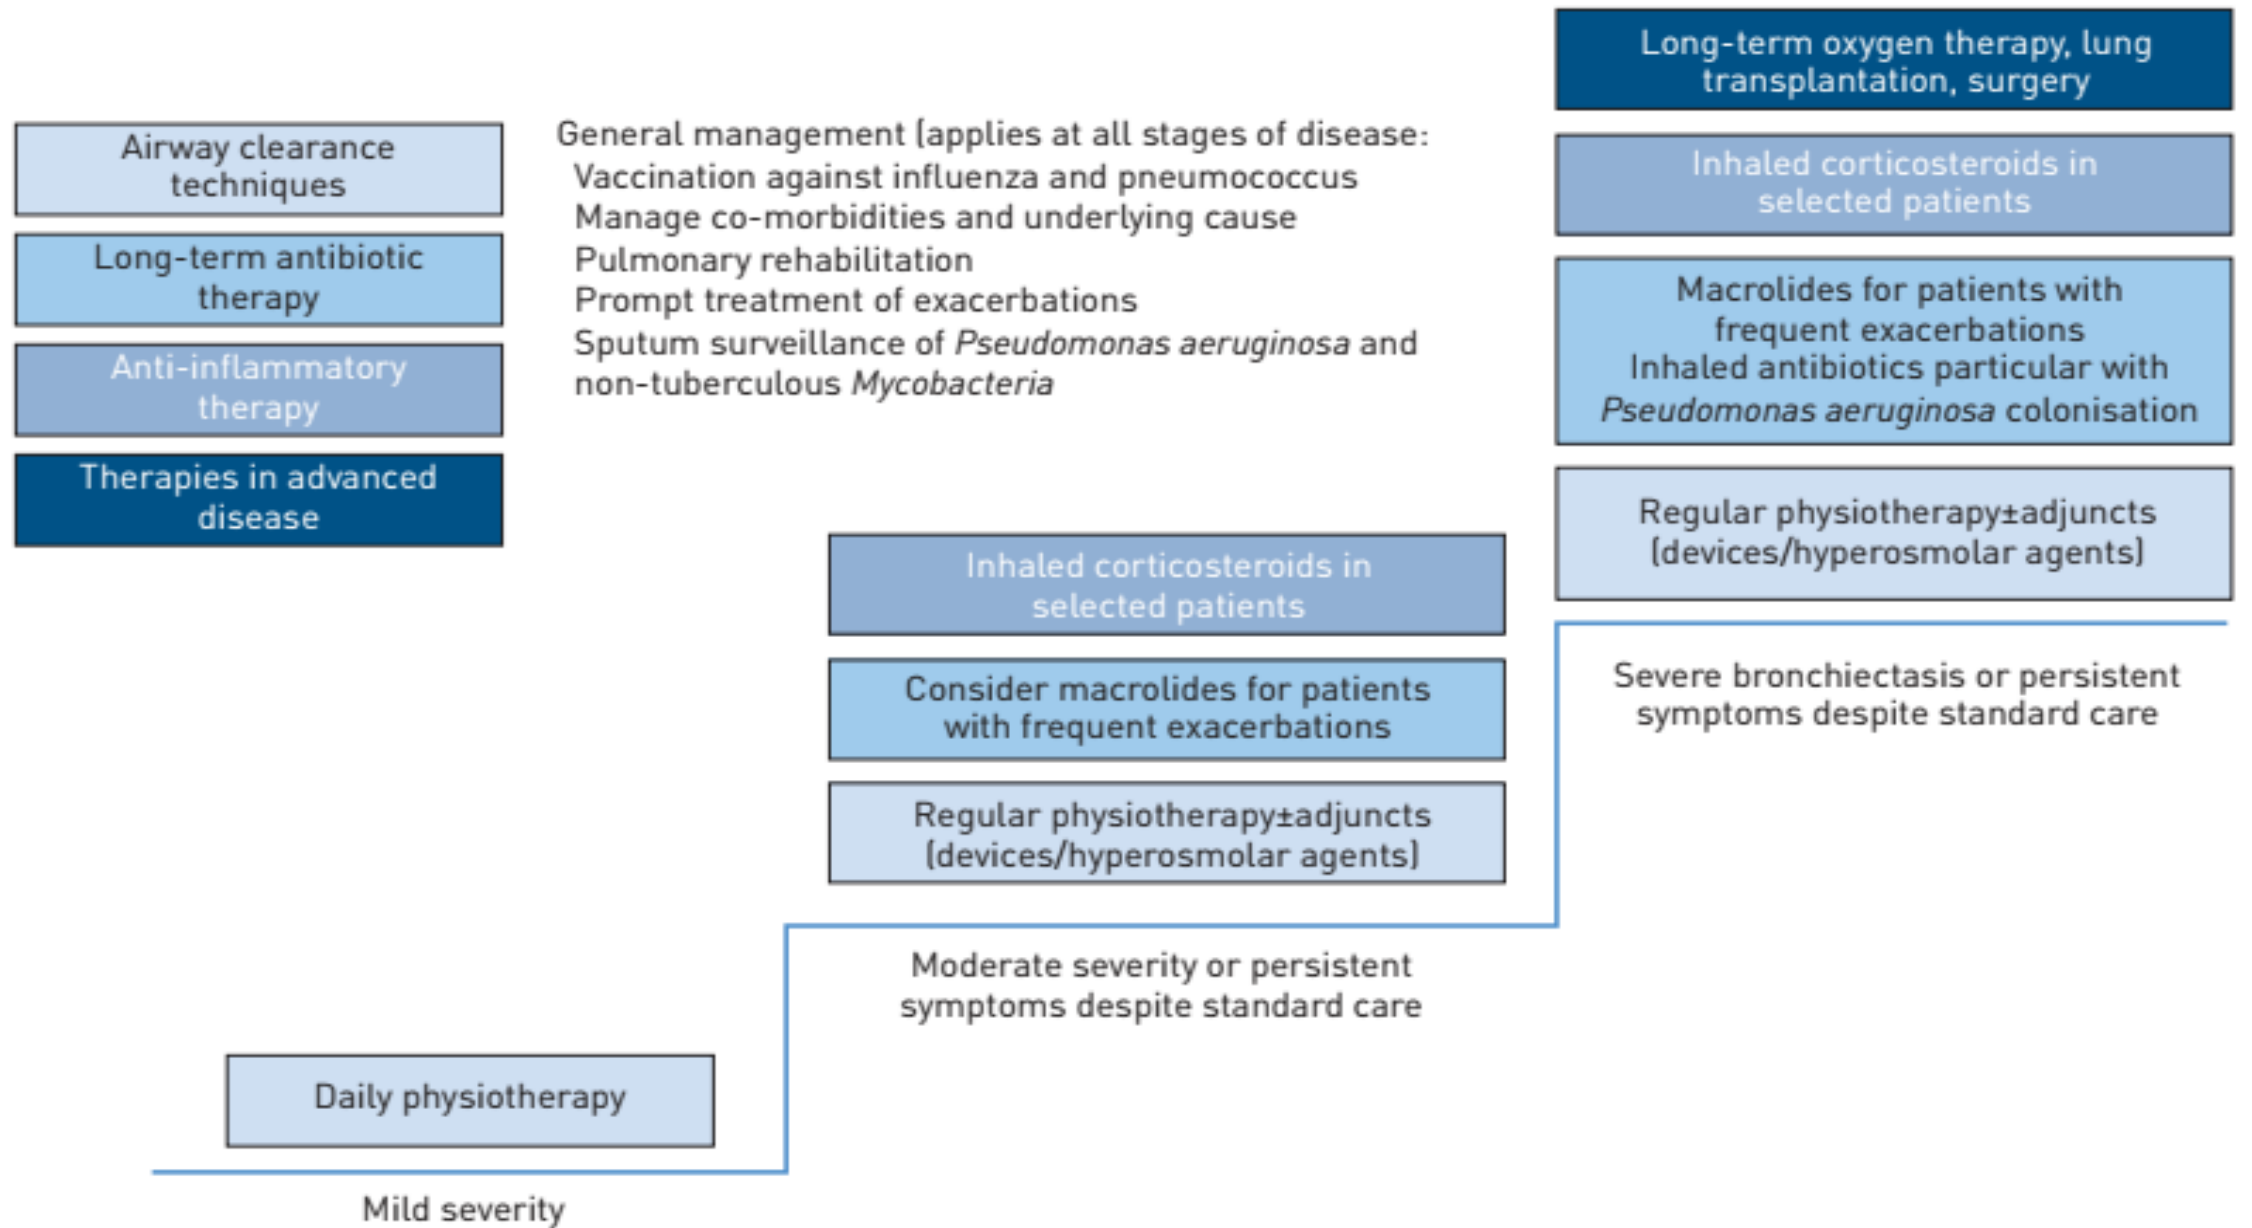 Airway clearance
techniques
Long-term antibiotic
therapy
Anti-inflammatory
therapy
Therapies in advanced
disease
General management (applies at all stages of disease:
Vaccination against influenza and pneumococcus
Manage co-morbidities and underlying cause
Pulmonary rehabilitation
Prompt treatment of exacerbations
Sputum surveillance of Pseudomonas aeruginosa and
non-tuberculous Mycobacteria
Long-term oxygen therapy, lung
transplantation, surgery
Inhaled corticosteroids in
selected patients
Macrolides for patients with
frequent exacerbations
Inhaled antibiotics particular with
Pseudomonas aeruginosa colonisation
Regular physiotherapy±adjuncts
(devices/hyperosmolar agents)
Severe bronchiectasis or persistent
symptoms despite standard care
Inhaled corticosteroids in
selected patients
Consider macrolides for patients
with frequent exacerbations
Regular physiotherapy±adjuncts
(devices/hyperosmolar agents)
Moderate severity or persistent
symptoms despite standard care
Daily physiotherapy
Mild severity